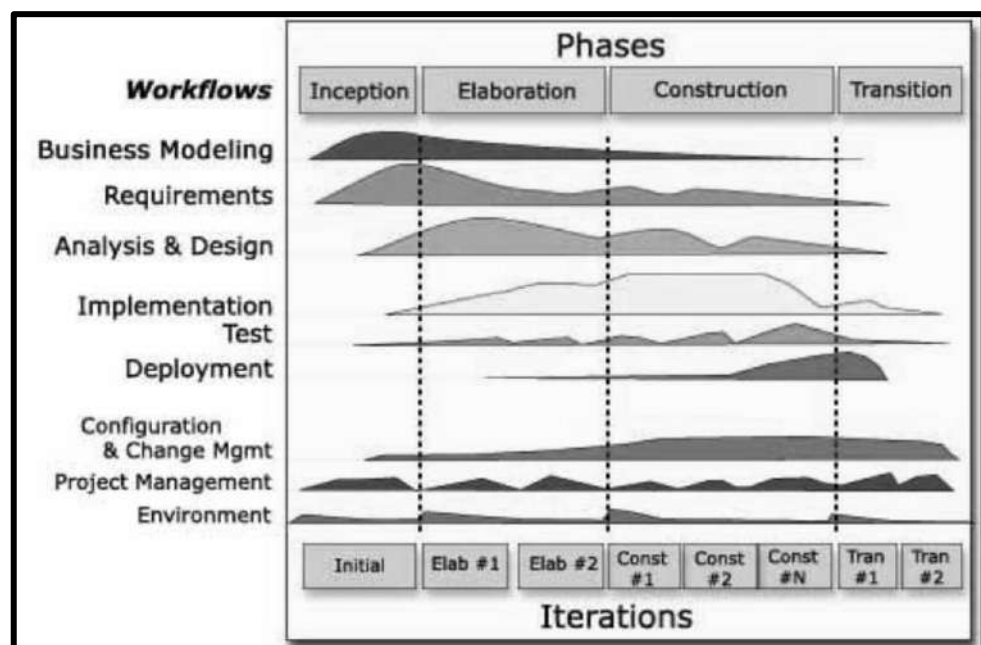 Phases
Workflows Inception Elaboration Construction Transition
Business Modeling
Requirements
Analysis & Design
Implementation
Test
Deployment
Configuration
& Change Mgmt
Project Management
Environment
Initial Elab #1 Elab #2 Const #1 Const #2 Const #N Tran #1 Tran #2
Iterations